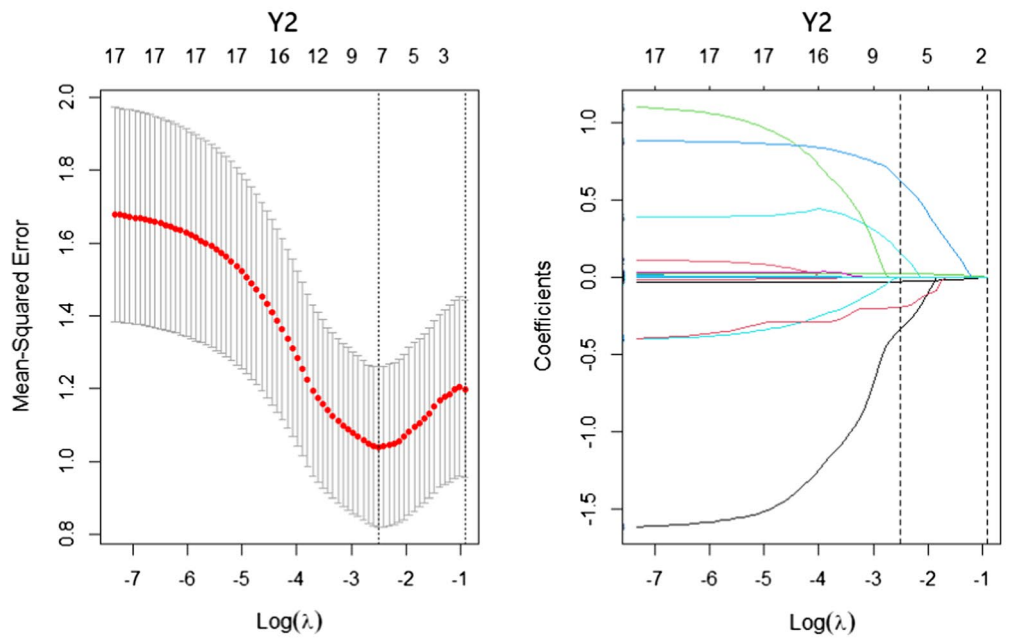 Y2
17 17 17 17 16 12 9 7 5 3
Mean-Squared Error
2.0
1.8
1.6
1.4
1.2
1.0
0.8
-7 -6 -5 -4 -3 -2 -1
Log(λ)
Y2
17 17 17 16 9 5 2
Coefficients
1.0
0.5
0.0
-0.5
-1.0
-1.5
-7 -6 -5 -4 -3 -2 -1
Log(λ)